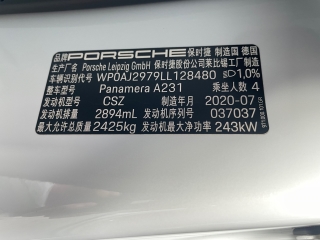 品牌 PORSCHE 保时捷 制造国 德国
生产厂名 Porsche Leipzig GmbH 保时捷股份公司莱比锡工厂制造
车辆识别代号 WP0AJ2979LL128480 1,0%
整车型号 Panamera A231 乘坐人数 4
发动机型号 CSZ 制造年月 2020-07
发动机排量 2894mL 发动机号 037037
最大允许总质量 2425kg 发动机最大净功率 243kW